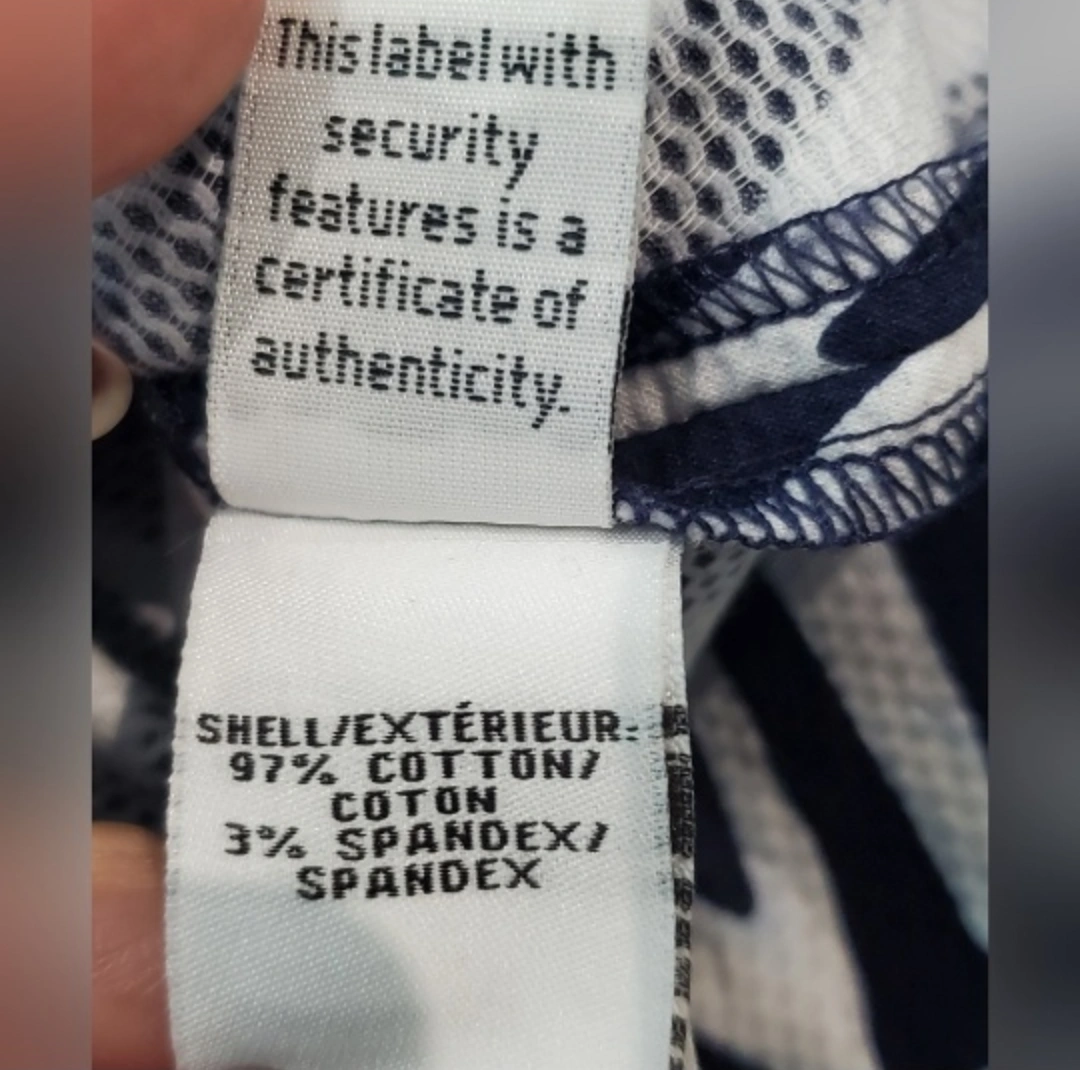 This label with
security
features is a
certificate of
authenticity.
SHELL/EXTÉRIEUR:
97% COTTON/
COTON
3% SPANDEX/
SPANDEX